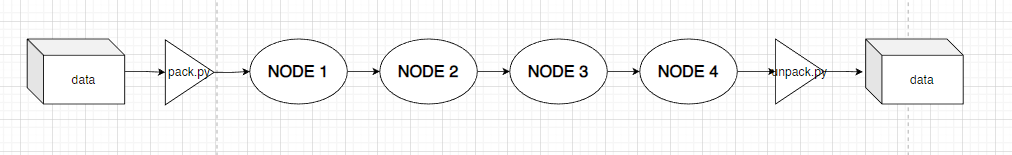 data
pack.py
NODE 1
NODE 2
NODE 3
NODE 4
unpack.py
data